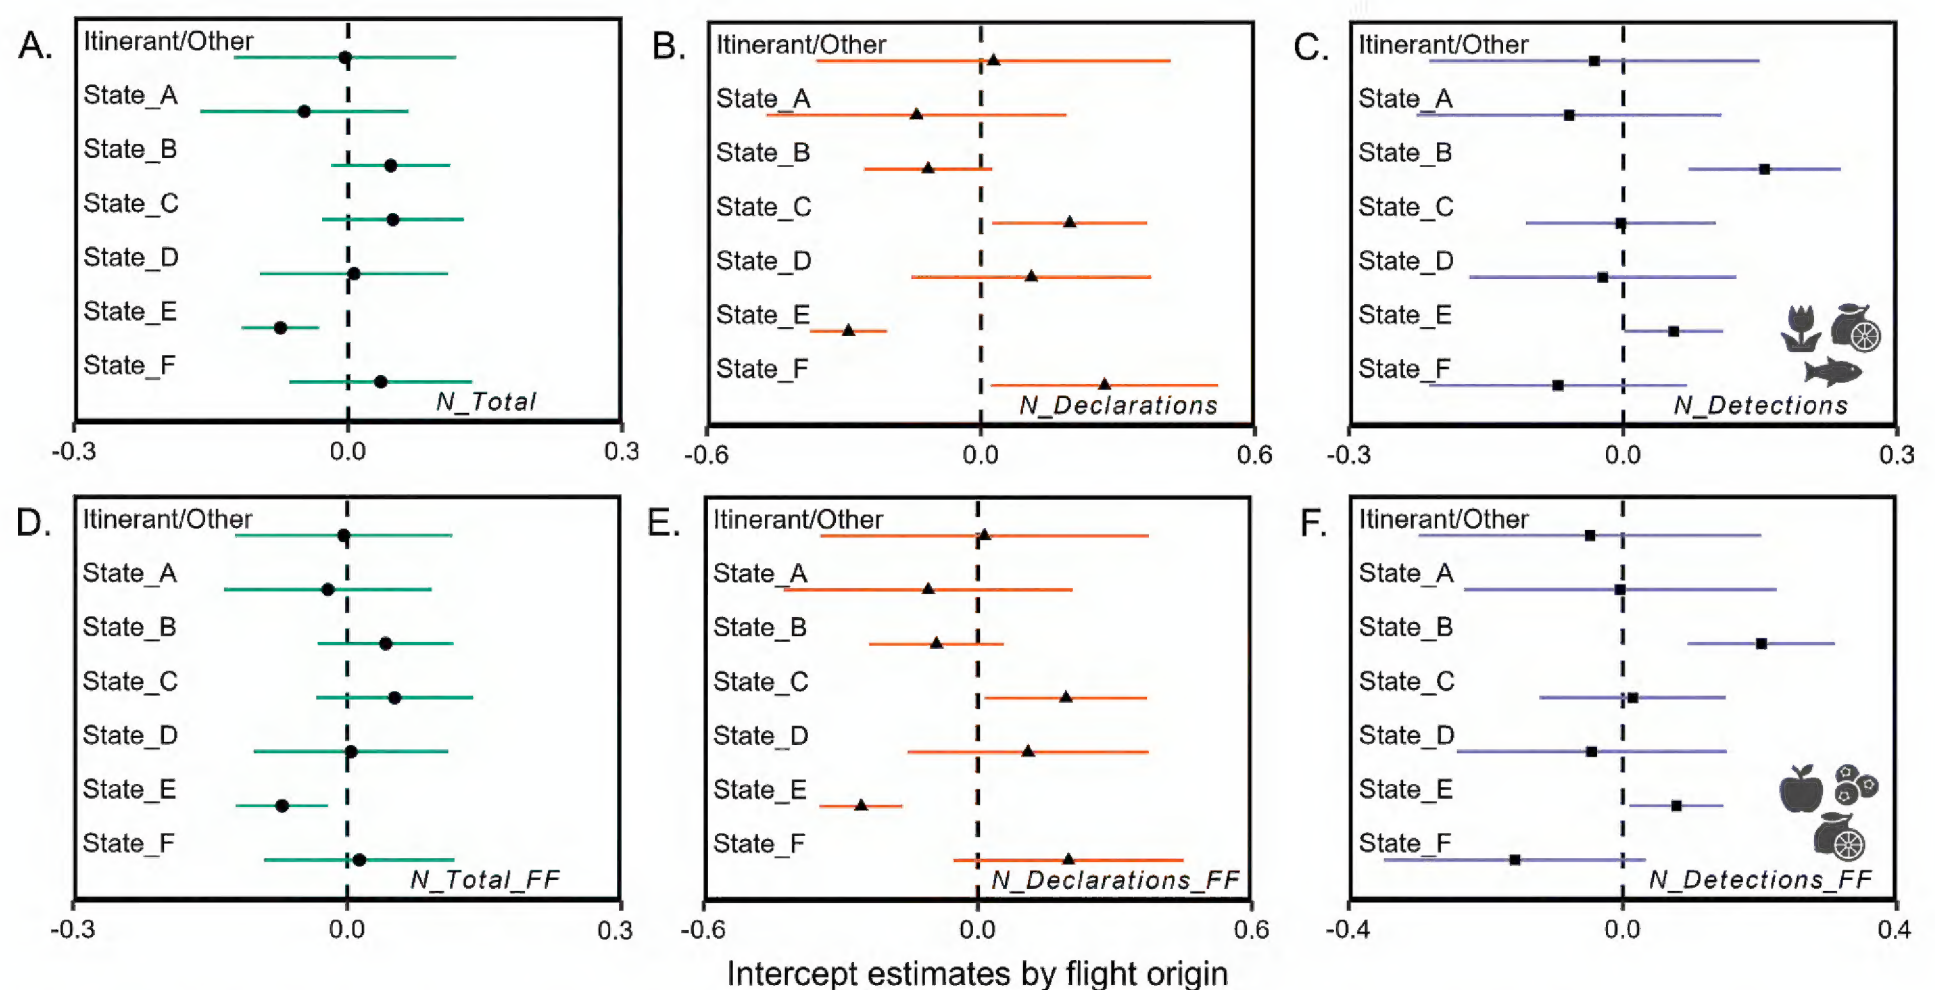 A.
Itinerant/Other
State_A
State_B
State_C
State_D
State_E
State_F
N_Total
-0.3 0.0 0.3
B.
Itinerant/Other
State_A
State_B
State_C
State_D
State_E
State_F
N_Declarations
-0.6 0.0 0.6
C.
Itinerant/Other
State_A
State_B
State_C
State_D
State_E
State_F
N_Detections
-0.3 0.0 0.3
D.
Itinerant/Other
State_A
State_B
State_C
State_D
State_E
State_F
N_Total_FF
-0.3 0.0 0.3
E.
Itinerant/Other
State_A
State_B
State_C
State_D
State_E
State_F
N_Declarations_FF
-0.6 0.0 0.6
F.
Itinerant/Other
State_A
State_B
State_C
State_D
State_E
State_F
N_Detections_FF
-0.4 0.0 0.4
Intercept estimates by flight origin